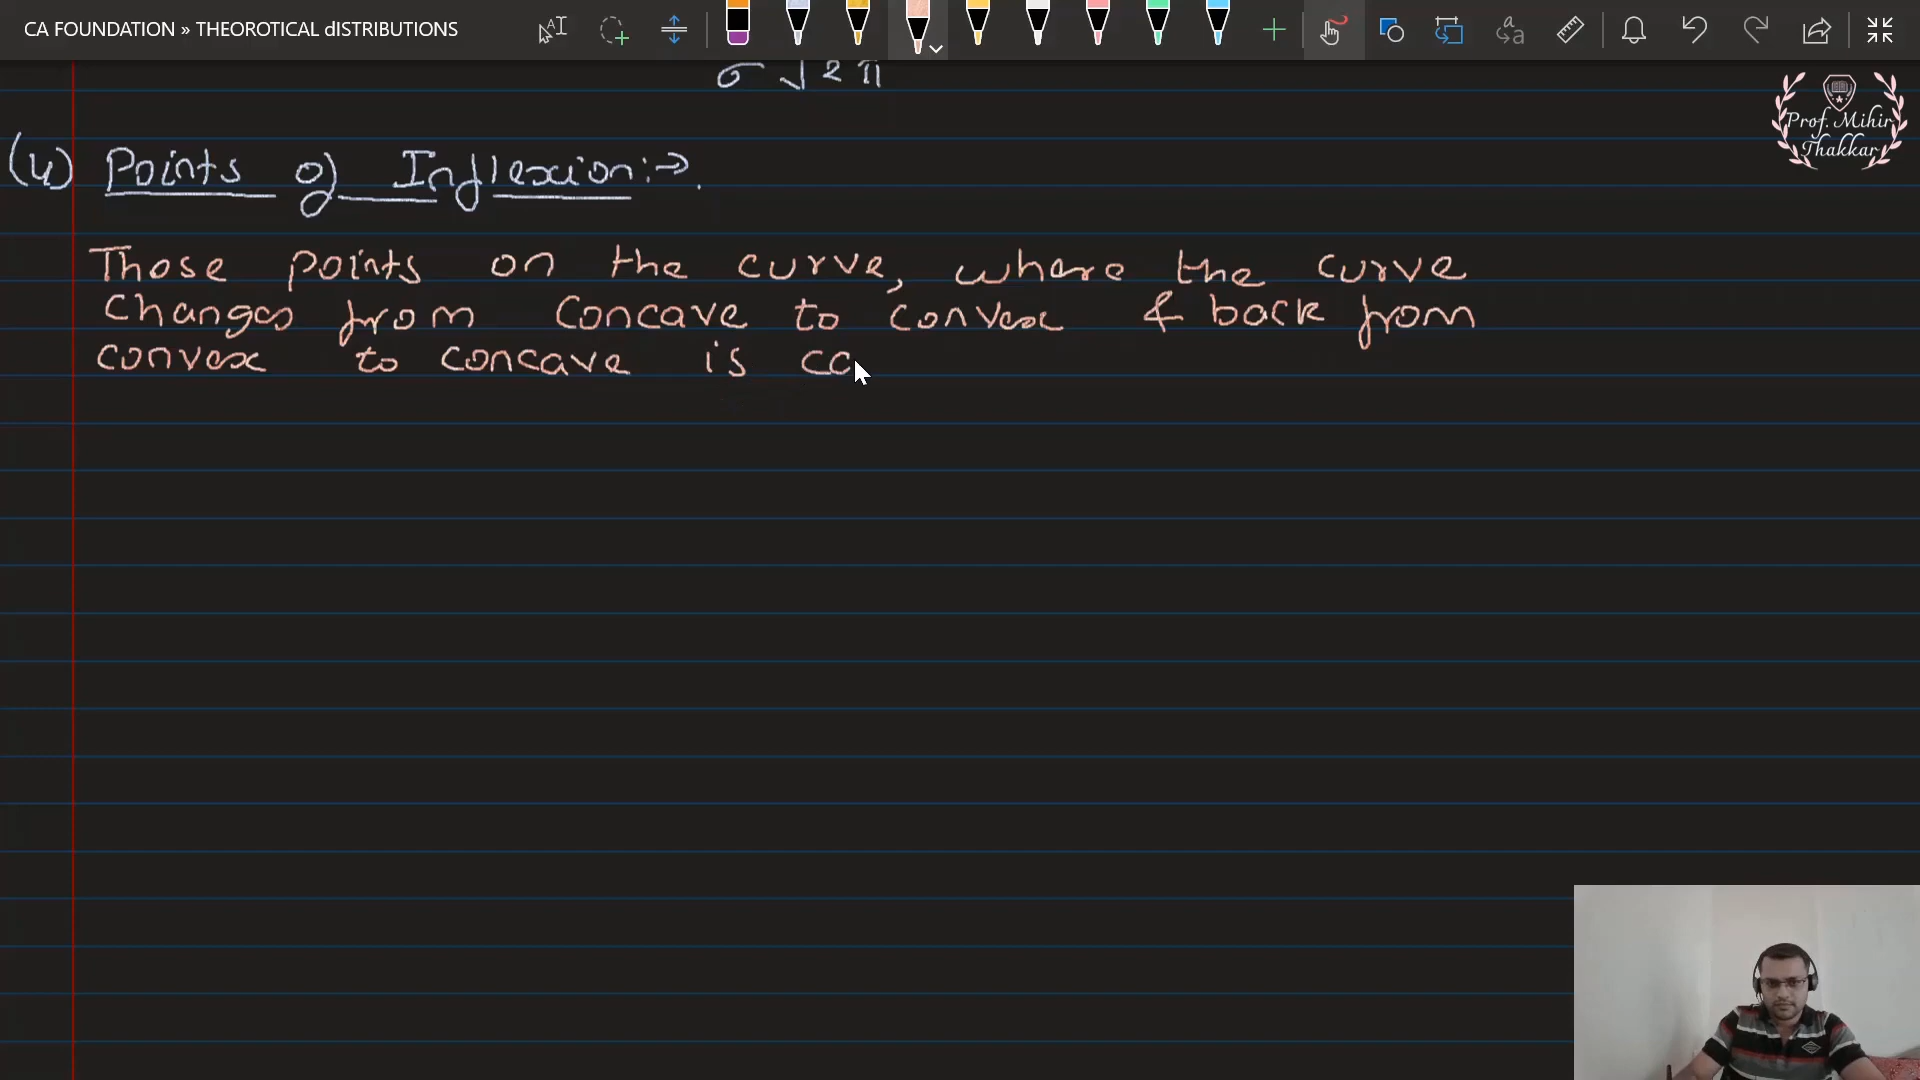 CA FOUNDATION » THEOROTICAL dISTRIBUTIONS
σ √2π
Prof. Mihir
Thakkar
(4) Points of Inflexion:→.
Those points on the curve, where the curve
changes from concave to convex & back from
convex to concave is ca